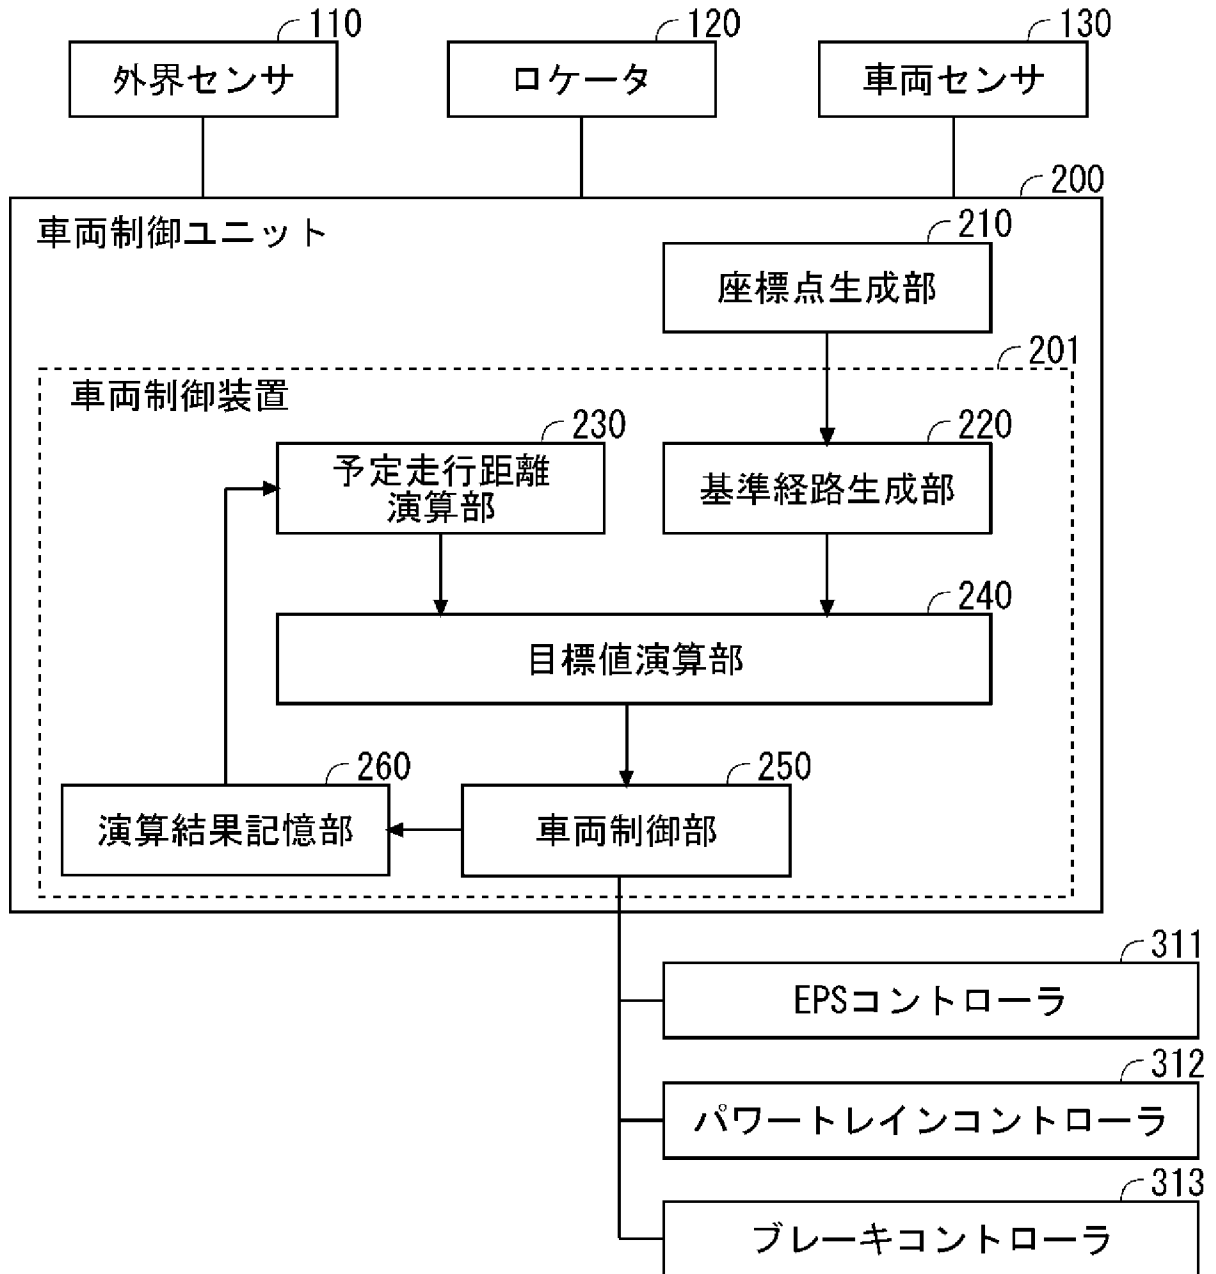 110
外界センサ
120
ロケータ
130
車両センサ
200
車両制御ユニット
210
座標点生成部
201
車両制御装置
230
予定走行距離
演算部
220
基準経路生成部
240
目標値演算部
260
演算結果記憶部
250
車両制御部
311
EPSコントローラ
312
パワートレインコントローラ
313
ブレーキコントローラ